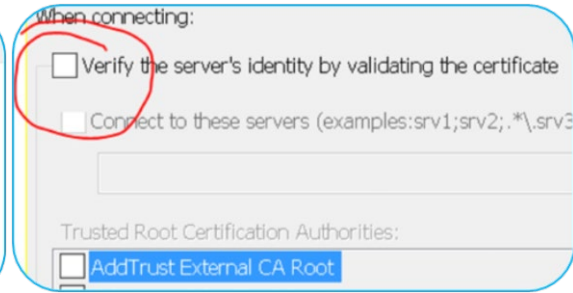 When connecting:
Verify the server's identity by validating the certificate
Connect to these servers (examples:srv1;srv2;.*\.srv3
Trusted Root Certification Authorities:
AddTrust External CA Root